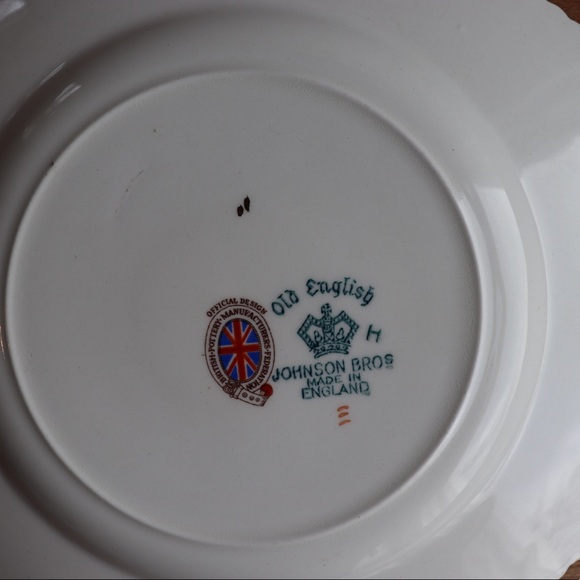 OFFICIAL DESIGN
BRITISH · POTTERY · MANUFACTURERS · FEDERATION
Old English
H
JOHNSON BROS
MADE IN
ENGLAND